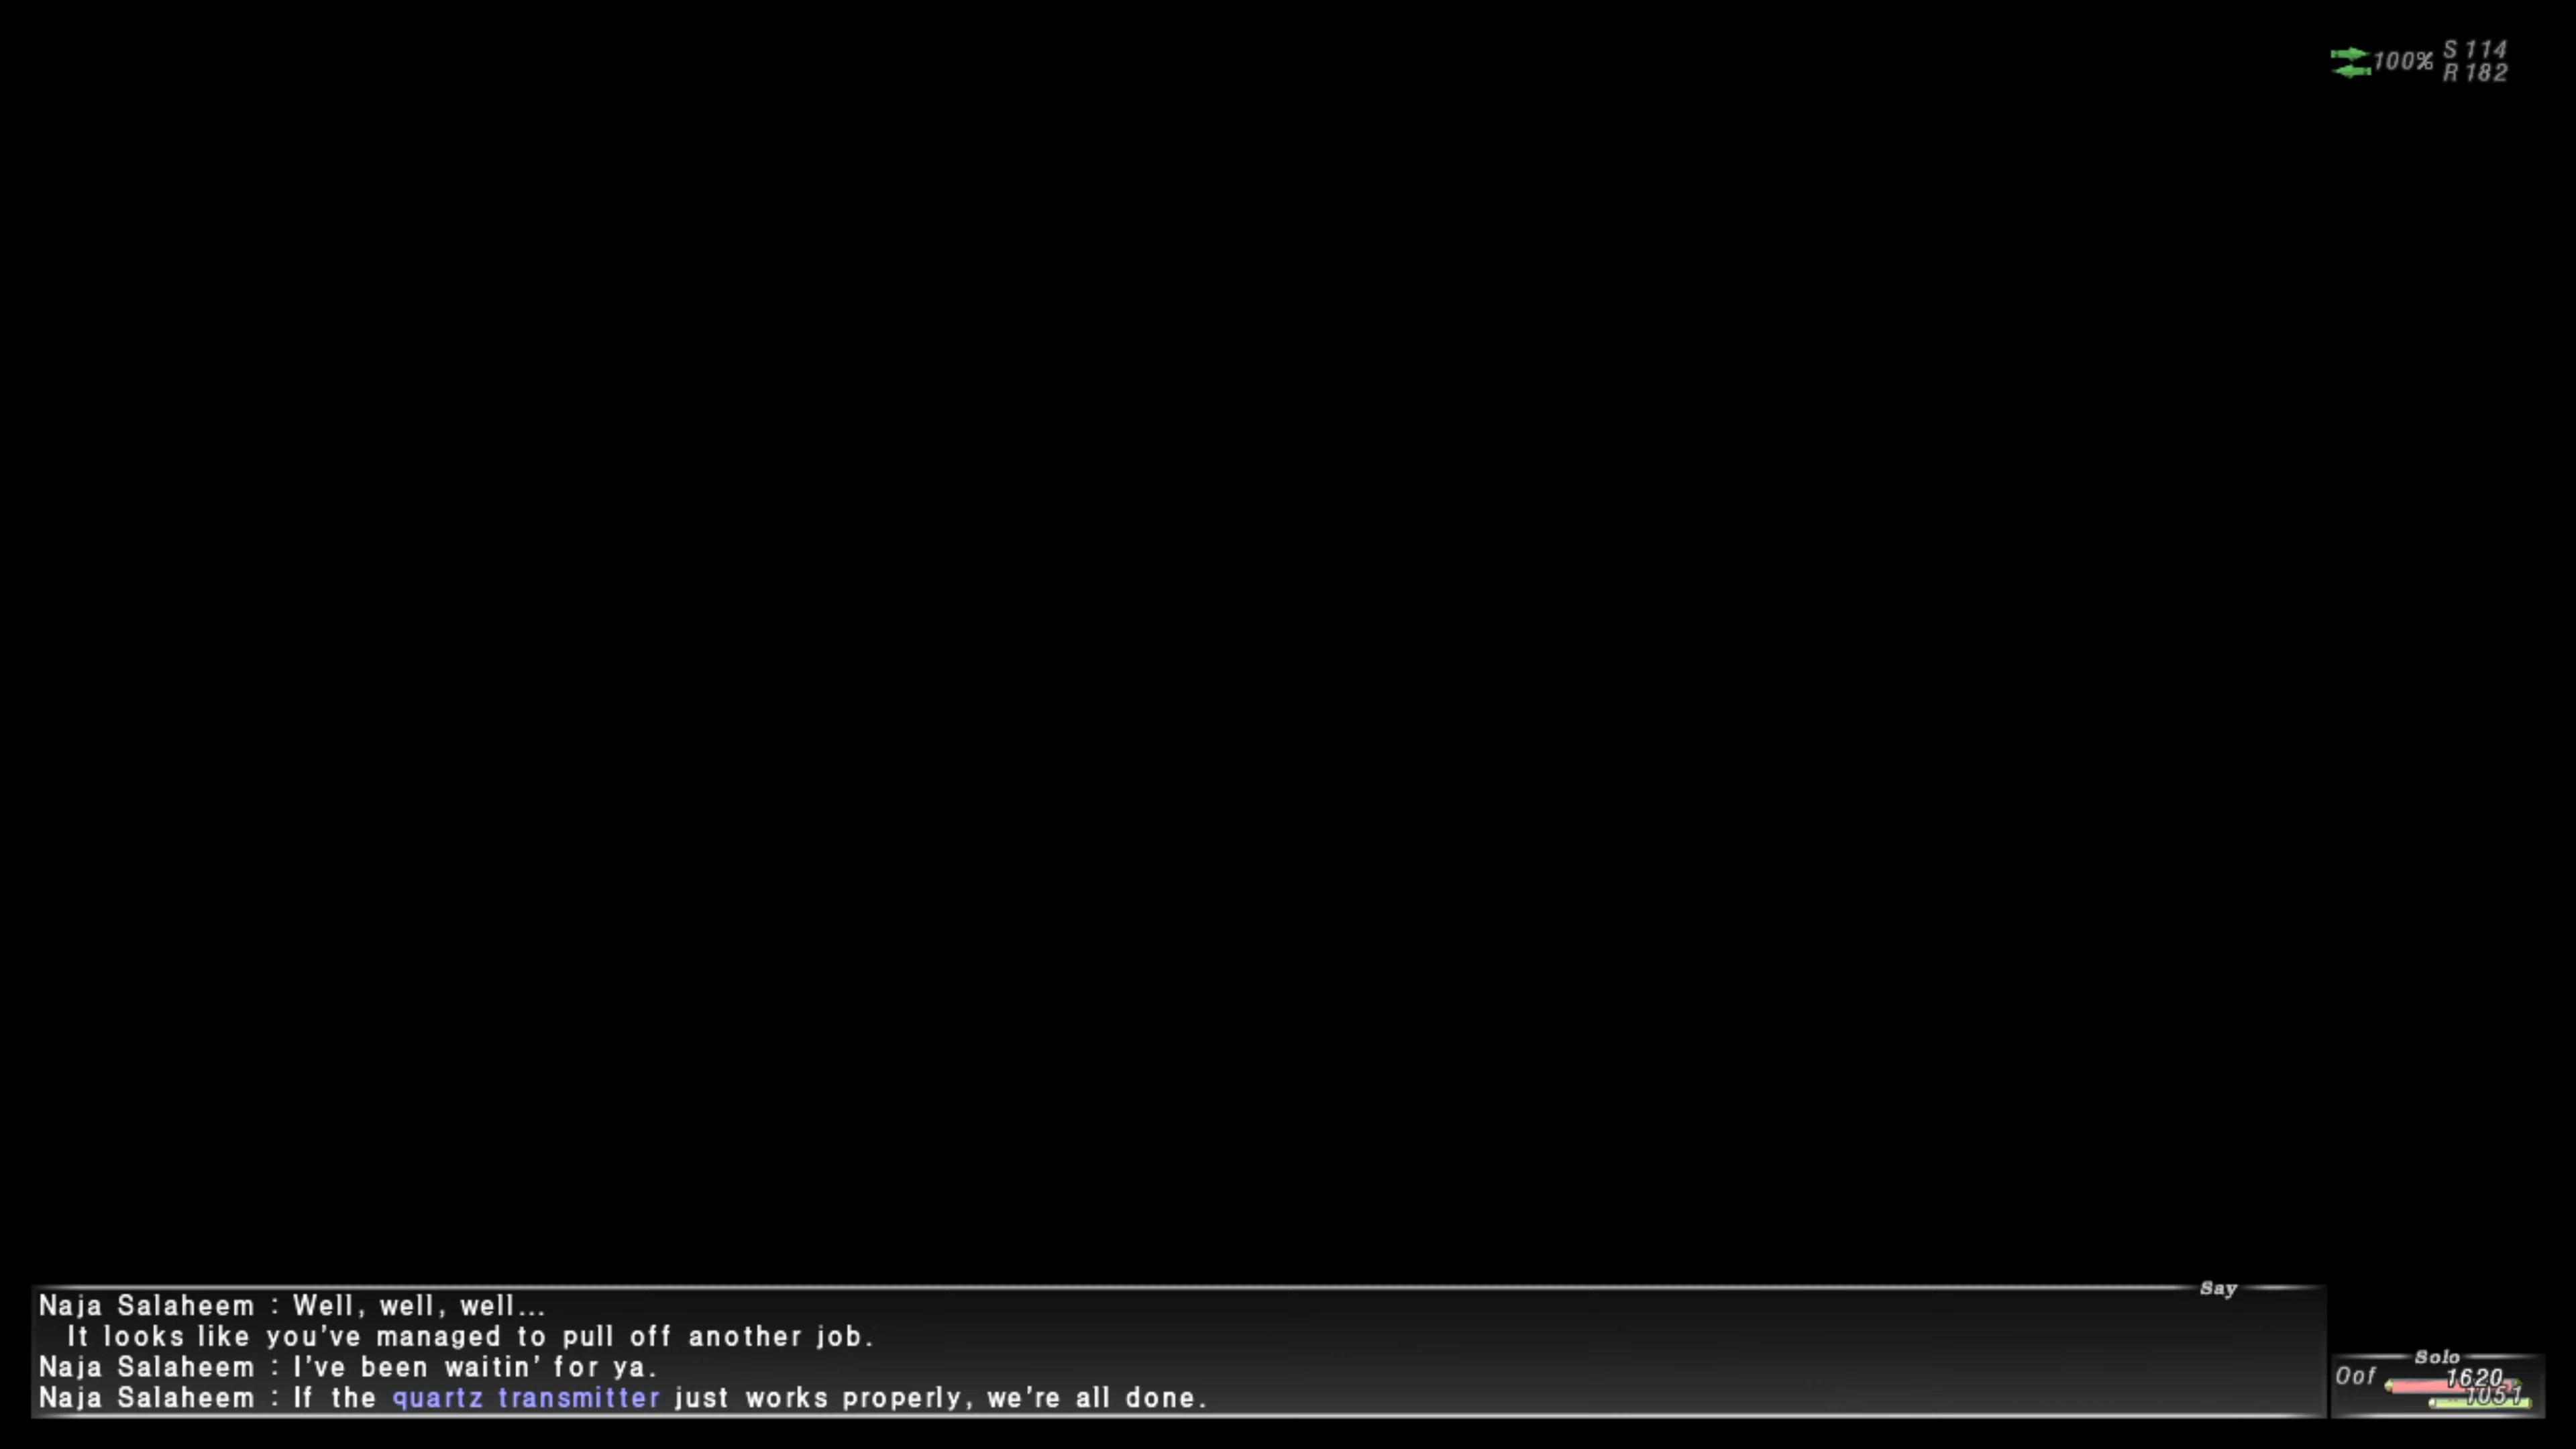 100% S 114
R 182
Say
Naja Salaheem : Well, well, well...
It looks like you've managed to pull off another job.
Naja Salaheem : I've been waitin' for ya.
Naja Salaheem : If the quartz transmitter just works properly, we're all done.
Solo
Oof 1620
1051